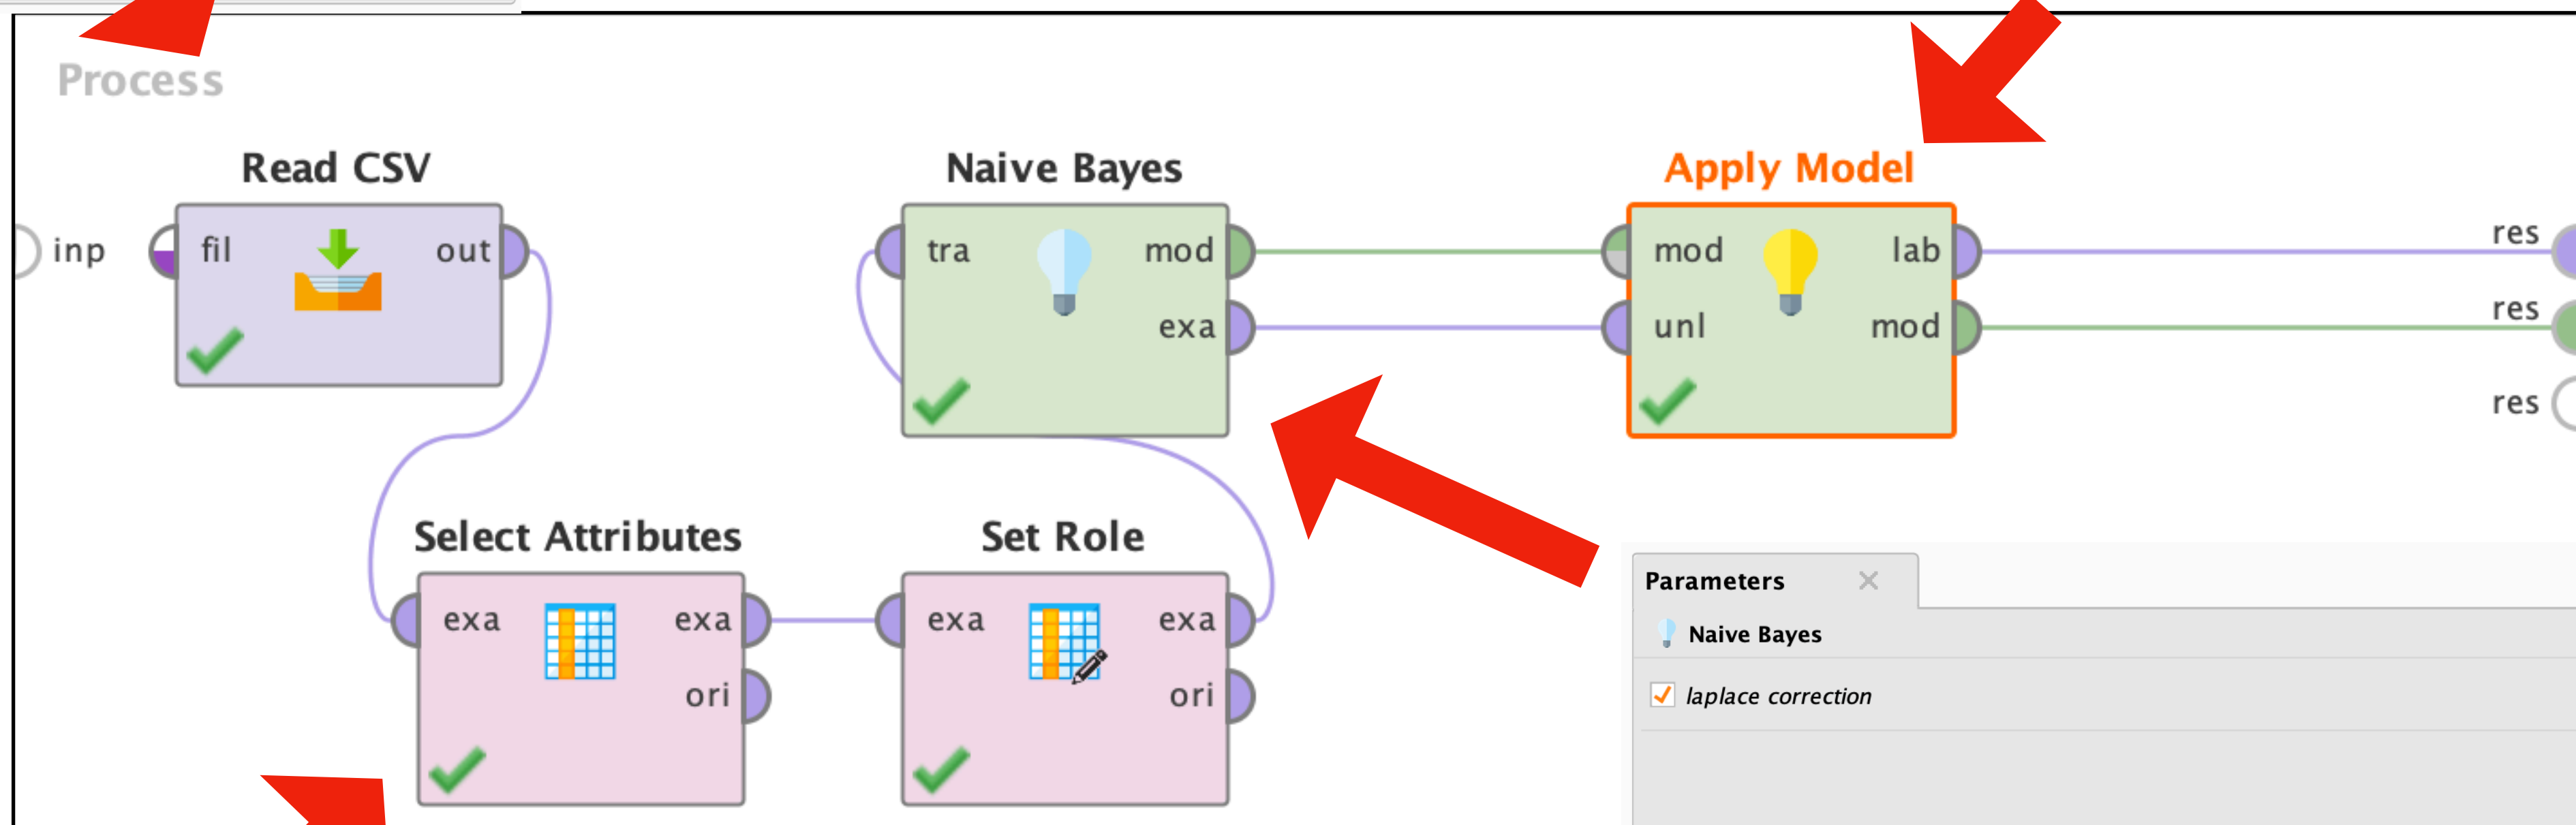 Process
Read CSV
Naive Bayes
Apply Model
inp
fil
out
tra
mod
exa
mod
unl
lab
mod
res
res
res
Select Attributes
Set Role
exa
exa
ori
exa
exa
ori
Parameters
Naive Bayes
laplace correction